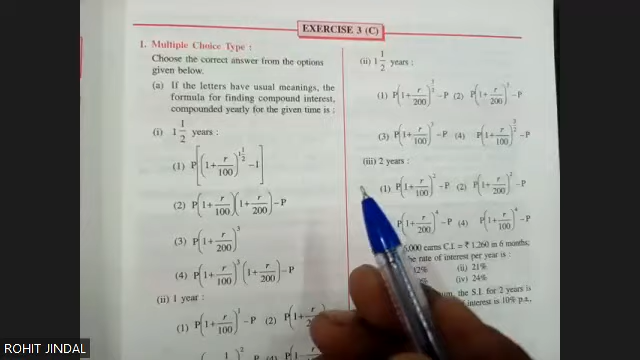 EXERCISE 3 (C)
1. Multiple Choice Type :
Choose the correct answer from the options
given below.
(a) If the letters have usual meanings, the
formula for finding compound interest,
compounded yearly for the given time is :
(i) 1 1/2 years :
(1) P[(1+r/100)^(1 1/2) −1]
(2) P(1+r/100)(1+r/200)−P
(3) P(1+r/200)^3
(4) P(1+r/100)^3(1+r/200)−P
(ii) 1 year :
(1) P(1+r/100)^1−P (2)
(ii) 1 1/2 years :
(1) P(1+r/200)−P (2) P(1+r/200)^3−P
(3) P(1+r/100)−P (4) P(1+r/100)−P
(iii) 2 years :
(1) P(1+r/100)^2−P (2) P(1+r/200)^2−P
P(1+r/200)^4−P (4) P(1+r/100)^4−P
6,000 earns C.I. = ₹ 1,260 in 6 months;
he rate of interest per year is :
12% (ii) 21%
(iv) 24%
um, the S.I. for 2 years is
of interest is 10% p.a.,
ROHIT JINDAL